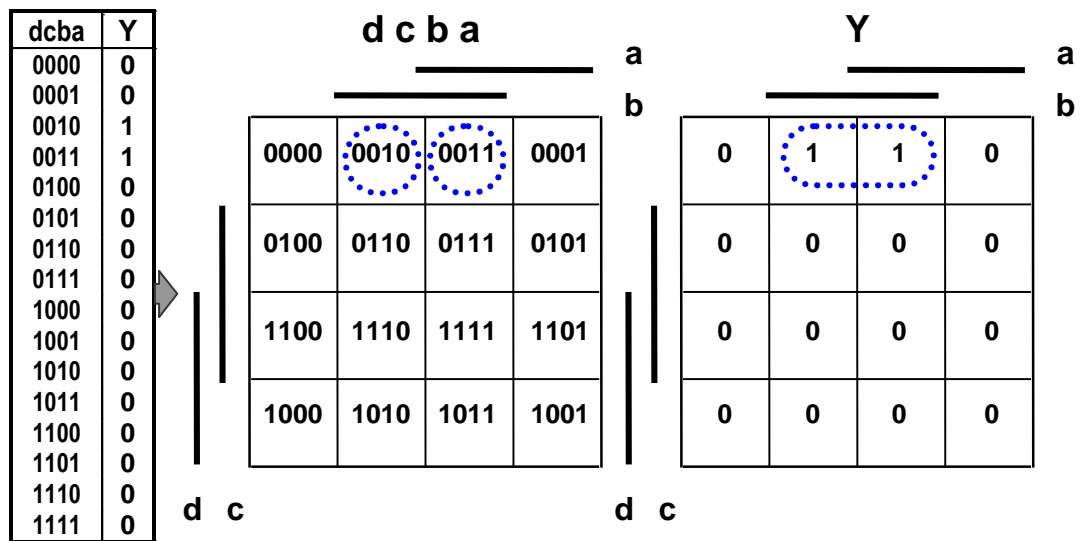 dcba Y
0000 0
0001 0
0010 1
0011 1
0100 0
0101 0
0110 0
0111 0
1000 0
1001 0
1010 0
1011 0
1100 0
1101 0
1110 0
1111 0
d c b a
a
b
0000 0010 0011 0001
0100 0110 0111 0101
1100 1110 1111 1101
1000 1010 1011 1001
d c
Y
a
b
0 1 1 0
0 0 0 0
0 0 0 0
0 0 0 0
d c